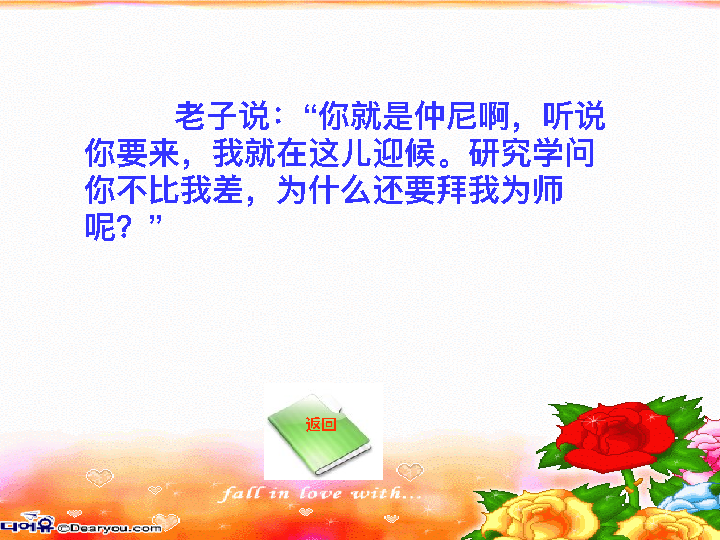 老子说：“你就是仲尼啊，听说
你要来，我就在这儿迎候。研究学问
你不比我差，为什么还要拜我为师
呢？”
返回
fall in love with...
디어유 ©Dearyou.com